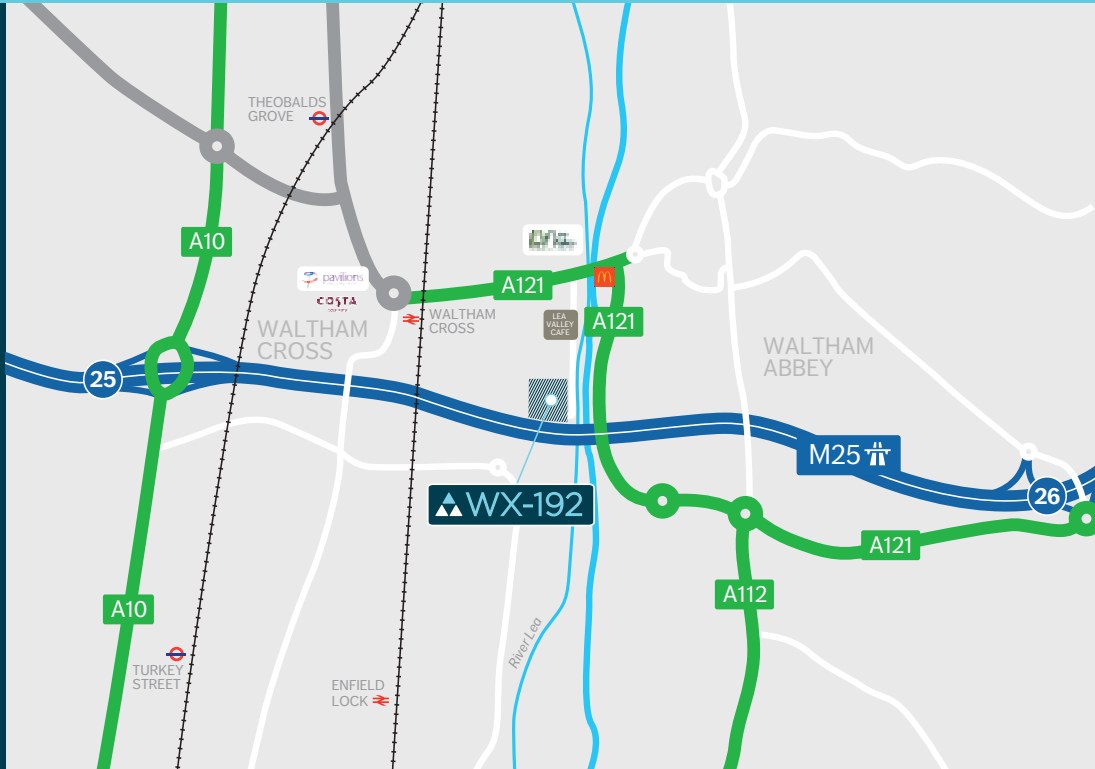 THEOBALDS
GROVE
A10
pavilions
COSTA
A121
WALTHAM
CROSS
LEA
VALLEY
CAFE
A121
WALTHAM
CROSS
WALTHAM
ABBEY
25
M25
WX-192
26
A121
A112
A10
River Lea
TURKEY
STREET
ENFIELD
LOCK